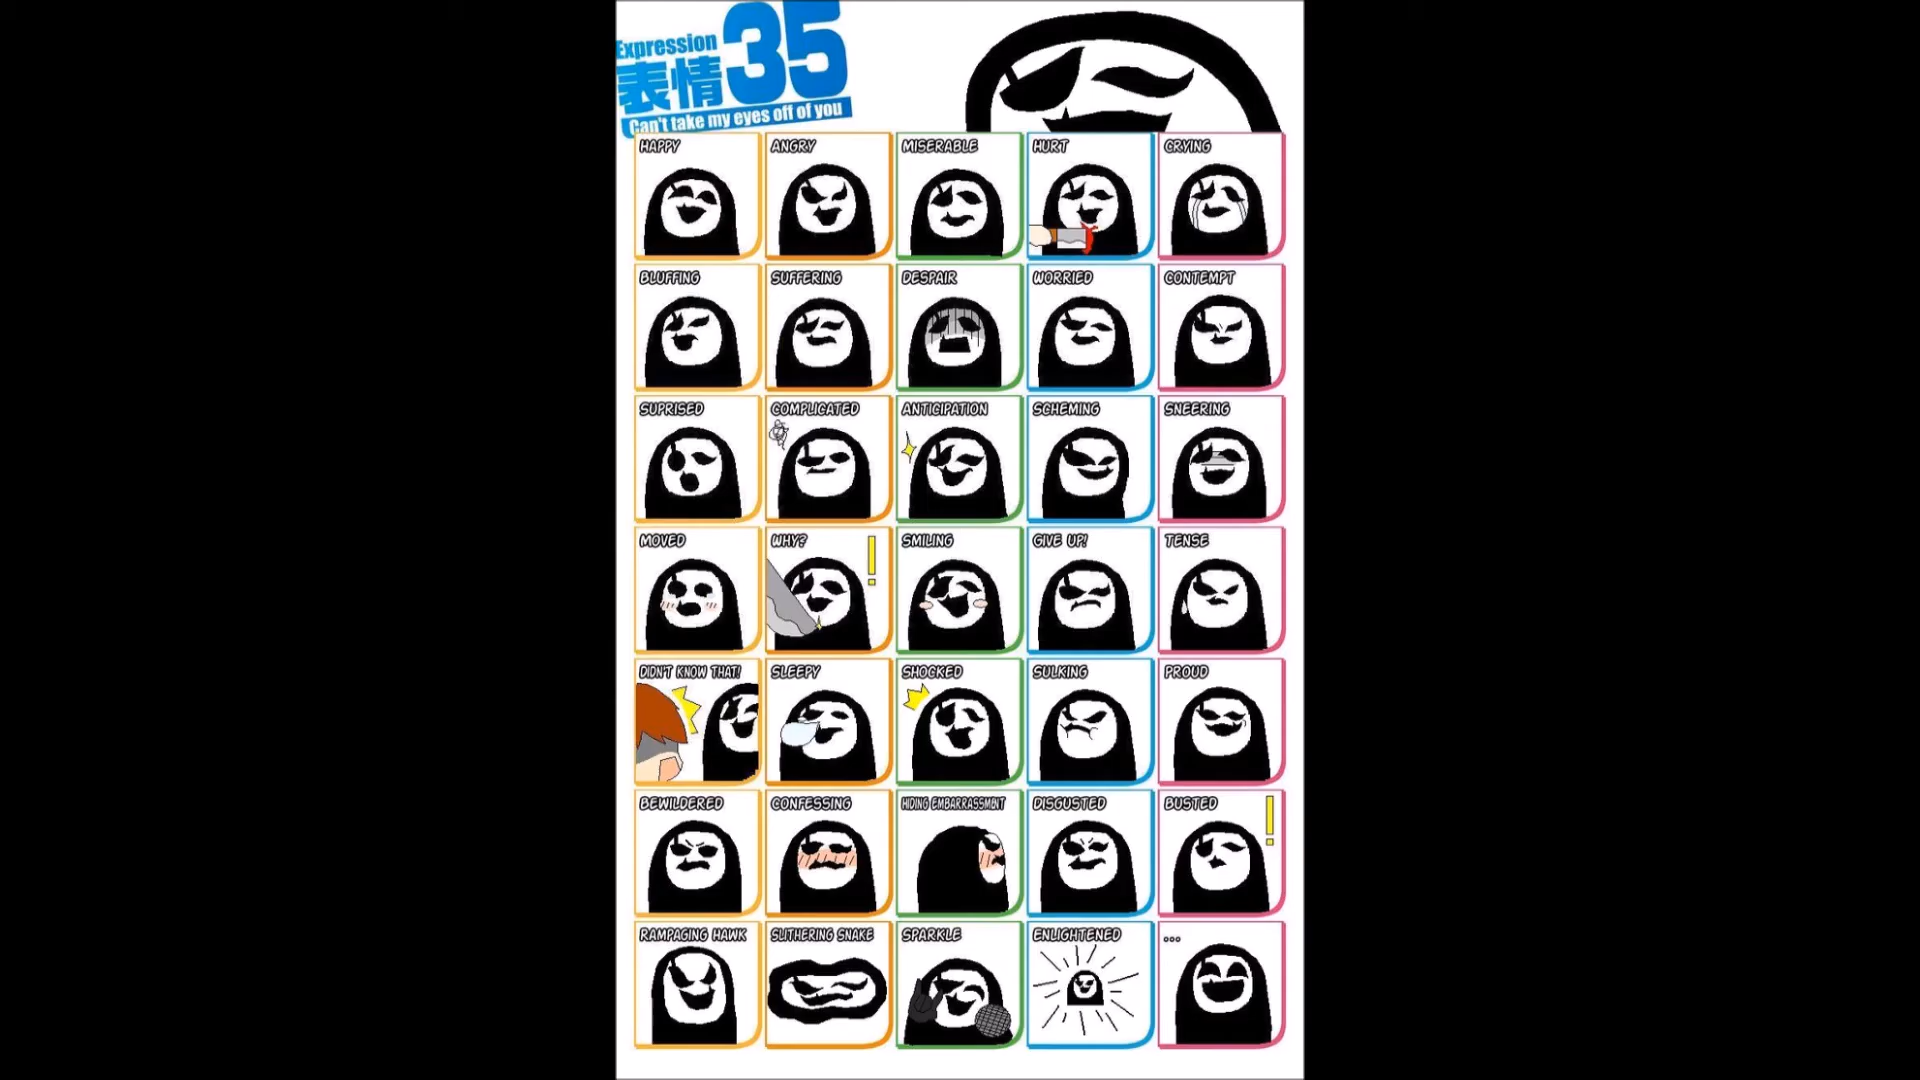 Expression
表情35
Can't take my eyes off of you
HAPPY
ANGRY
MISERABLE
HURT
CRYING
BLUFFING
SUFFERING
DESPAIR
WORRIED
CONTEMPT
SUPRISED
COMPLICATED
ANTICIPATION
SCHEMING
SNEERING
MOVED
WHY?
SMILING
GIVE UP!
TENSE
DIDN'T KNOW THAT!
SLEEPY
SHOCKED
SULKING
PROUD
BEWILDERED
CONFESSING
HIDING EMBARRASSMENT
DISGUSTED
BUSTED
RAMPAGING HAWK
SLITHERING SNAKE
SPARKLE
ENLIGHTENED
...